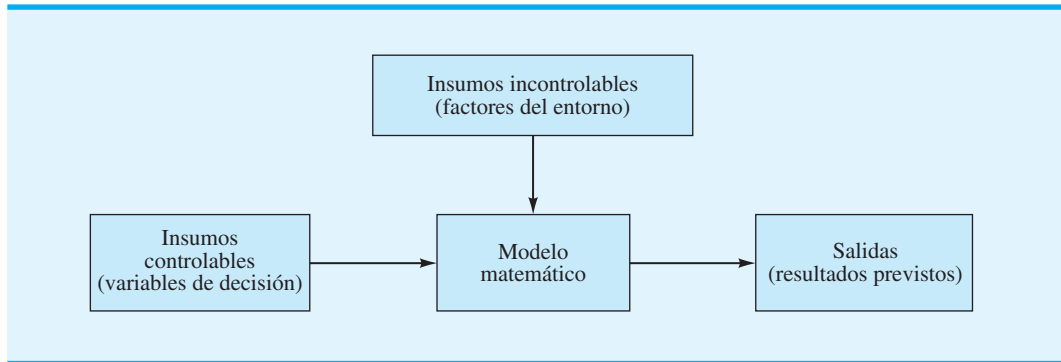 Insumos incontrolables
(factores del entorno)
Insumos
controlables
(variables de decisión)
Modelo
matemático
Salidas
(resultados previstos)